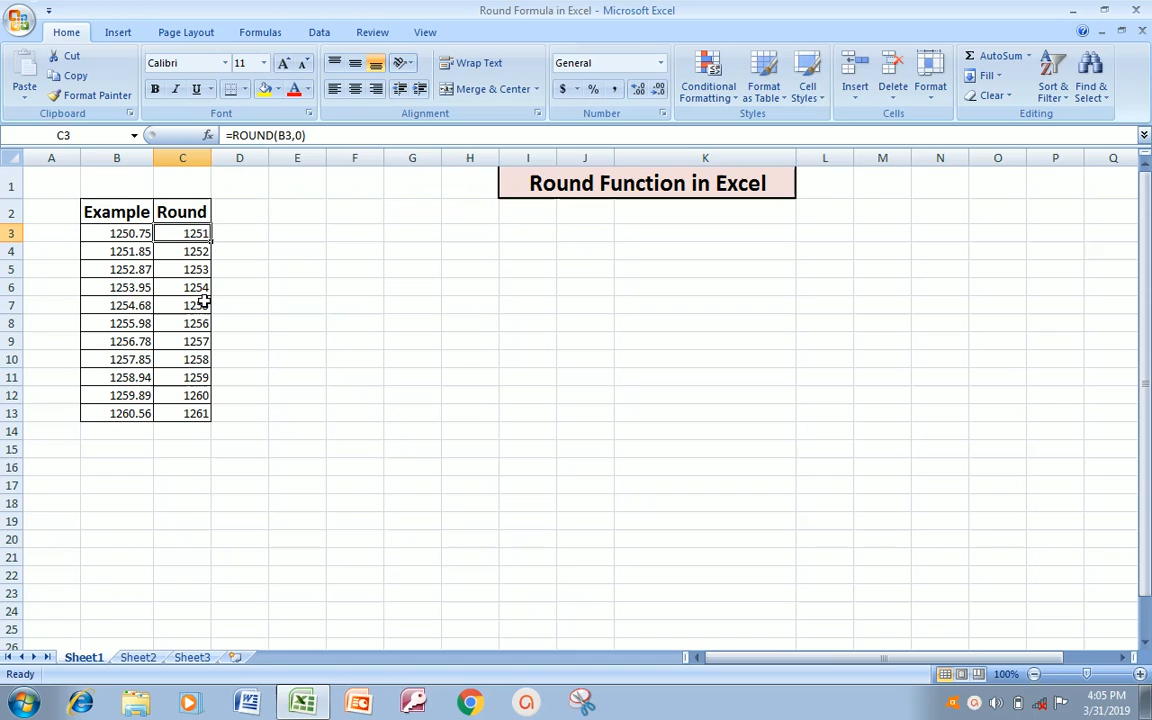 Round Formula in Excel - Microsoft Excel
Home Insert Page Layout Formulas Data Review View
Paste
Cut
Copy
Format Painter
Clipboard
Calibri 11
B I U
Font
Wrap Text
Merge & Center
Alignment
General
$ % ,
Number
Conditional Formatting
Format as Table
Cell Styles
Styles
Insert Delete Format
Cells
Σ AutoSum
Fill
Clear
Sort & Filter
Find & Select
Editing
C3 fx =ROUND(B3,0)
A B C D E F G H I J K L M N O P Q
1 Round Function in Excel
2 Example Round
3 1250.75 1251
4 1251.85 1252
5 1252.87 1253
6 1253.95 1254
7 1254.68
8 1255.98 1256
9 1256.78 1257
10 1257.85 1258
11 1258.94 1259
12 1259.89 1260
13 1260.56 1261
14
15
16
17
18
19
20
21
22
23
24
25
26
Sheet1 Sheet2 Sheet3
Ready 100%
4:05 PM
3/31/2019